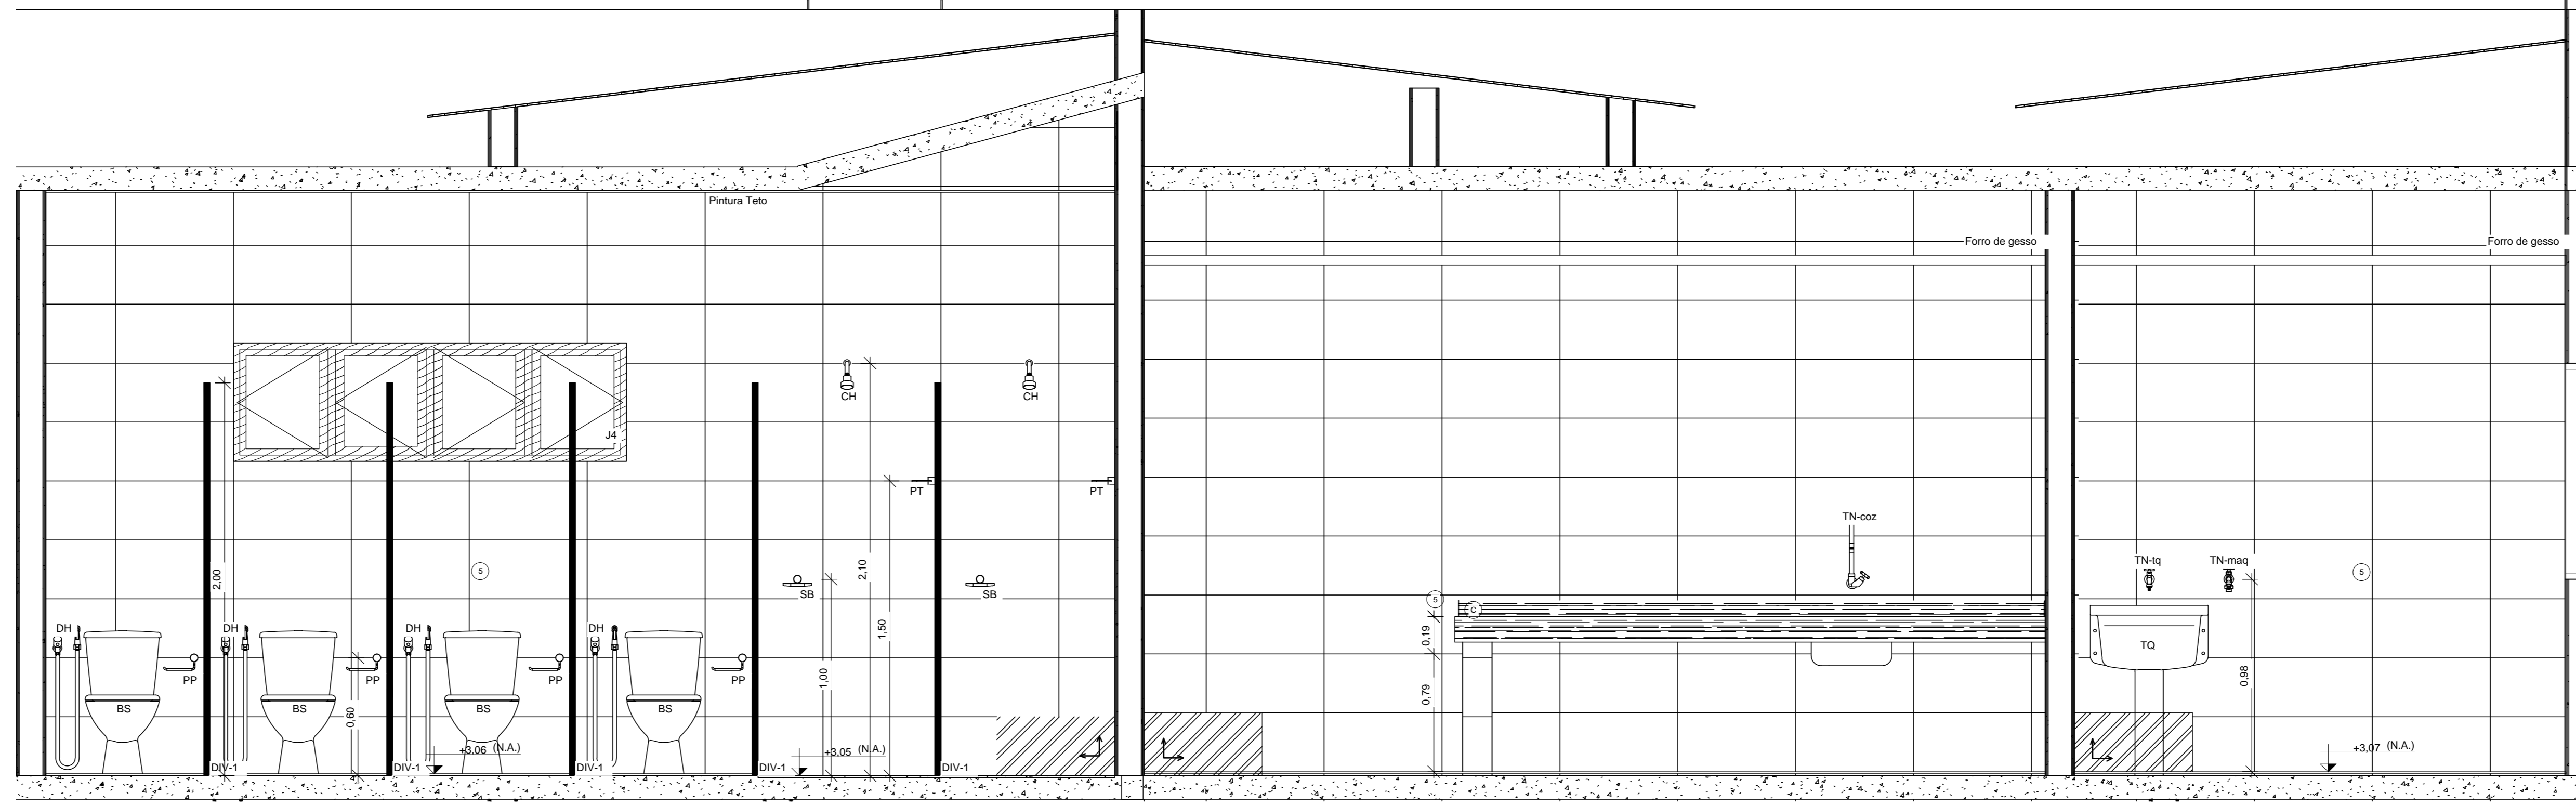 Pintura Teto
Forro de gesso
Forro de gesso
J4
CH
CH
PT
PT
TN-coz
TN-tq
TN-maq
5
5
5
C
2,00
2,10
1,50
1,00
0,60
0,19
0,79
0,98
SB
SB
DH
DH
DH
DH
PP
PP
PP
PP
BS
BS
BS
BS
TQ
+3,06 (N.A.)
+3,05 (N.A.)
+3,07 (N.A.)
DIV-1
DIV-1
DIV-1
DIV-1
DIV-1